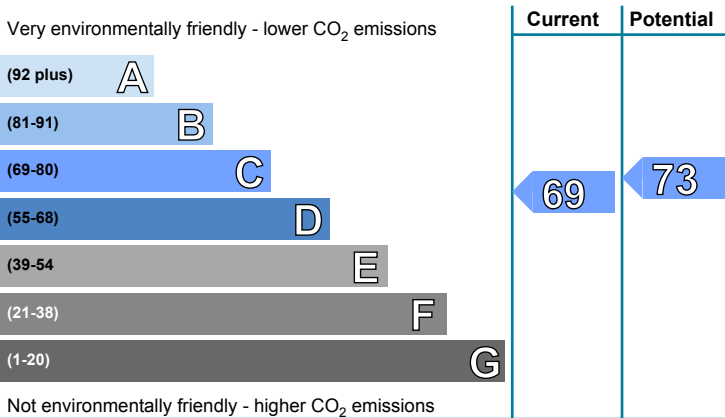 Very environmentally friendly - lower CO2 emissions
Current
Potential
(92 plus) A
(81-91) B
(69-80) C
(55-68) D
(39-54 E
(21-38) F
(1-20) G
69
73
Not environmentally friendly - higher CO2 emissions